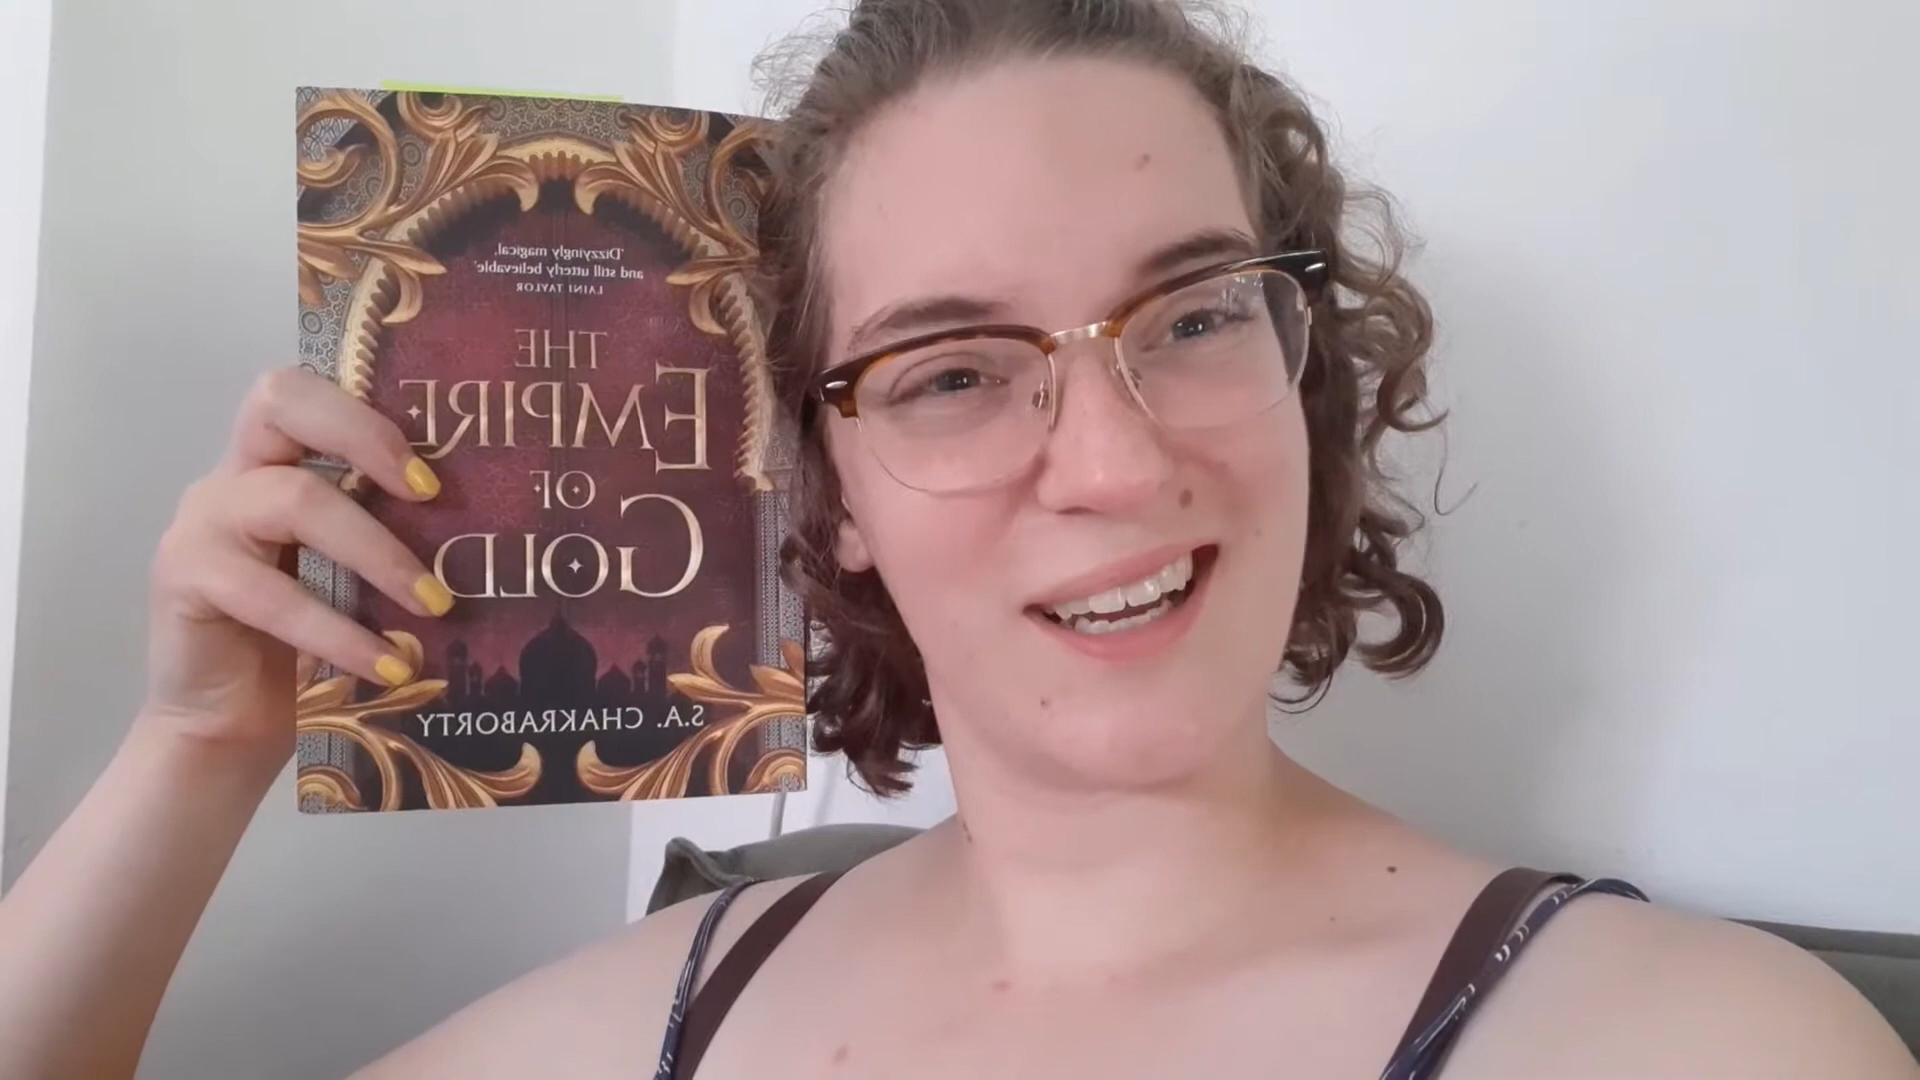 'Dizzyingly magical,
and still utterly believable'
LAINI TAYLOR
THE
EMPIRE
OF
GOLD
S.A. CHAKRABORTY